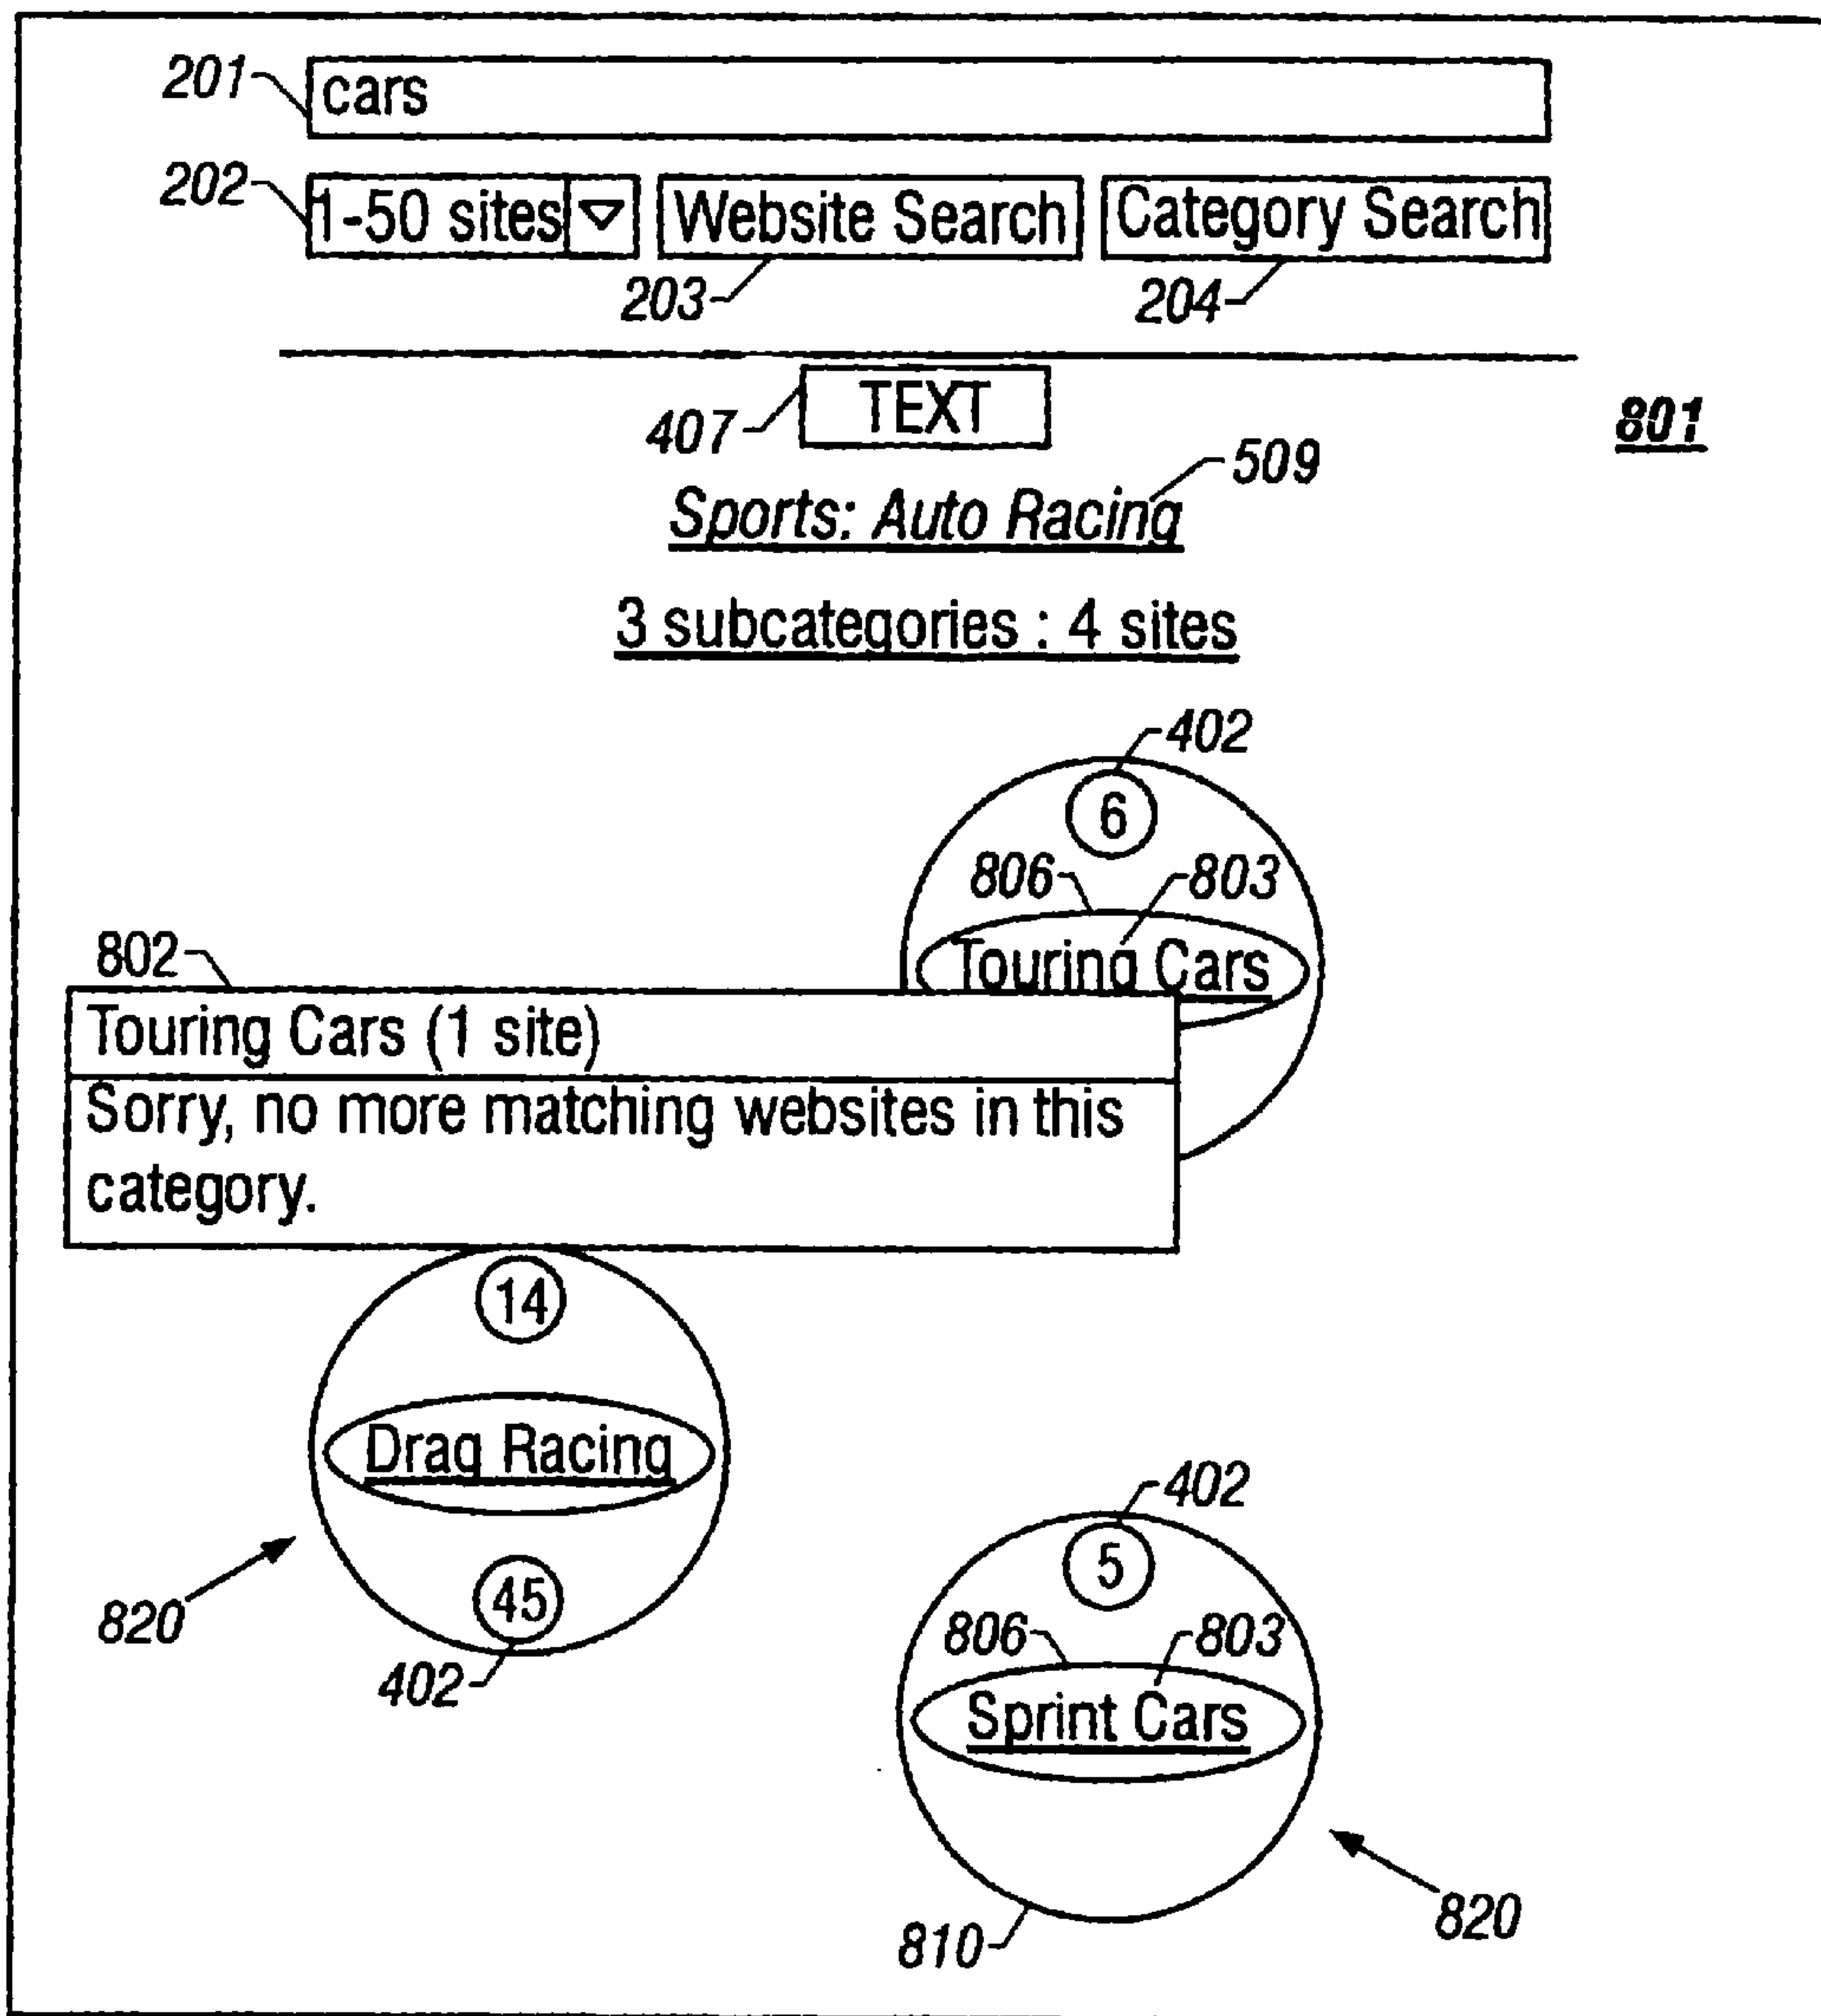 201
cars
202
1-50 sites
Website Search
Category Search
203
204
TEXT
407
801
509
Sports: Auto Racing
3 subcategories : 4 sites
402
6
806
803
Touring Cars
802
Touring Cars (1 site)
Sorry, no more matching websites in this
category.
14
Drag Racing
45
820
402
402
5
806
803
Sprint Cars
810
820